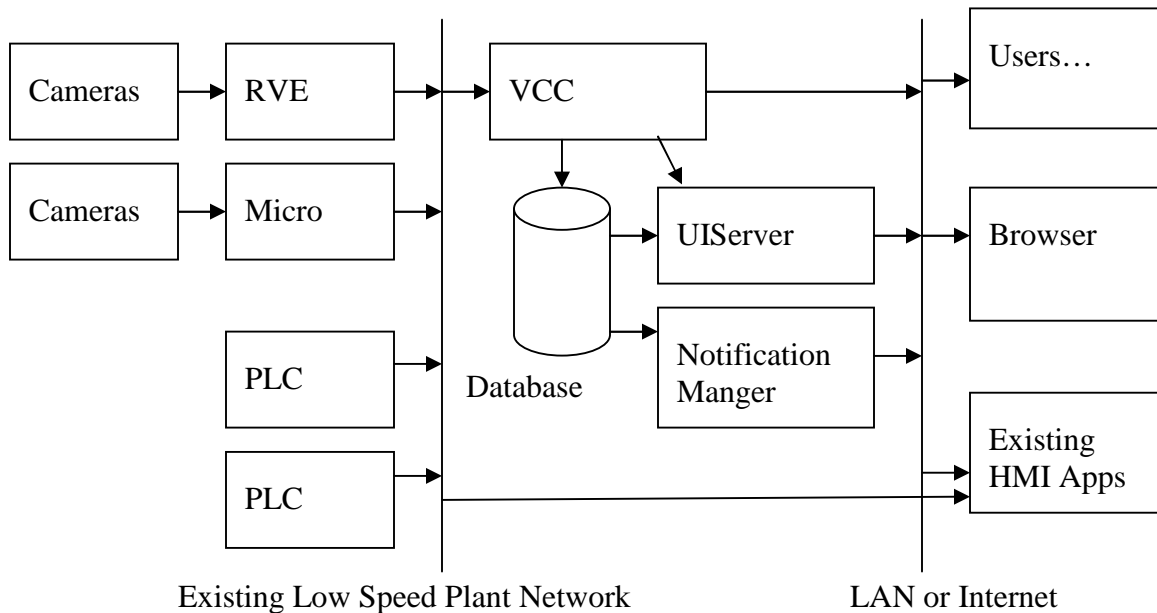 Cameras
RVE
VCC
Users…
Cameras
Micro
UIServer
Browser
PLC
Database
Notification
Manger
PLC
Existing
HMI Apps
Existing Low Speed Plant Network
LAN or Internet